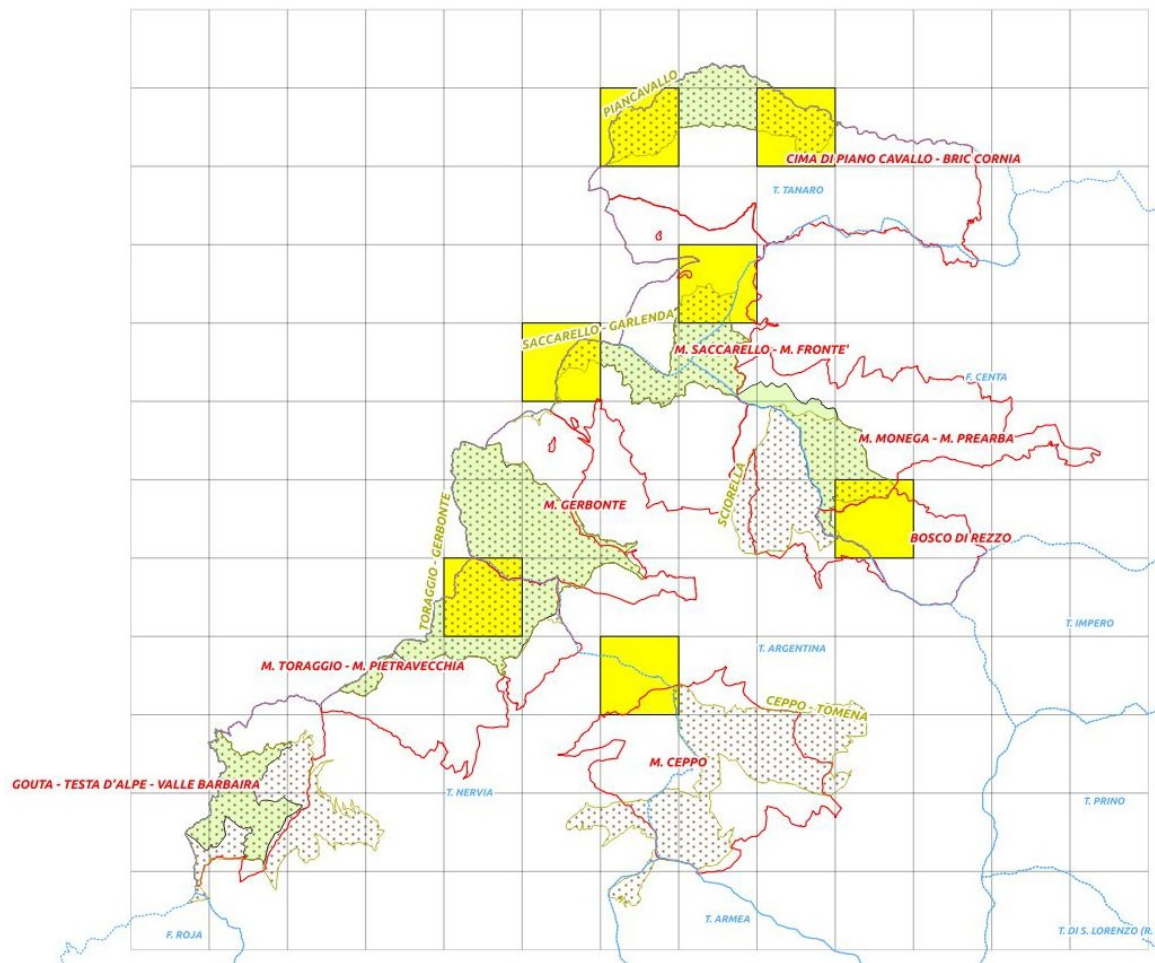 PIANCAVALLO
CIMA DI PIANO CAVALLO - BRIC CORNIA
T. TANARO
SACCARELLO - GARLENDA
M. SACCARELLO - M. FRONTE'
F. CENTA
M. MONEGA - M. PREARBA
SCIORELLA
M. GERBONTE
BOSCO DI REZZO
TORAGGIO - GERBONTE
T. IMPERO
T. ARGENTINA
M. TORAGGIO - M. PIETRAVECCHIA
CEPPO - TOMENA
M. CEPPO
GOUTA - TESTA D'ALPE - VALLE BARBAIRA
T. NERVIA
T. PRINO
T. ARMEA
F. ROJA
T. DI S. LORENZO (R.